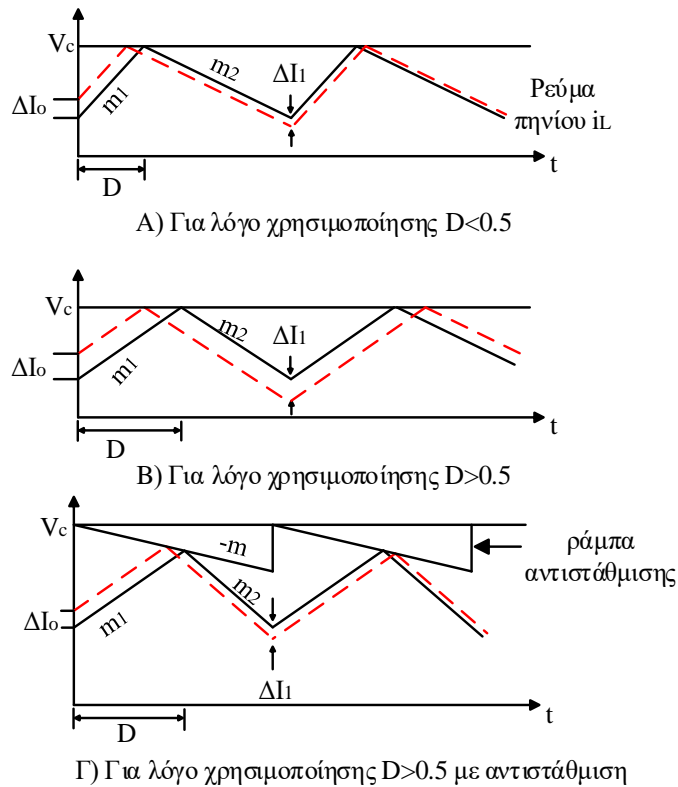 Vc
ΔI1
m2
m1
ΔIo
Ρεύμα
πηνίου iL
t
D
Α) Για λόγο χρησιμοποίησης D<0.5
Vc
m2
ΔI1
ΔIo
m1
t
D
Β) Για λόγο χρησιμοποίησης D>0.5
Vc
-m
ράμπα
αντιστάθμισης
m2
m1
ΔIo
ΔI1
t
D
Γ) Για λόγο χρησιμοποίησης D>0.5 με αντιστάθμιση